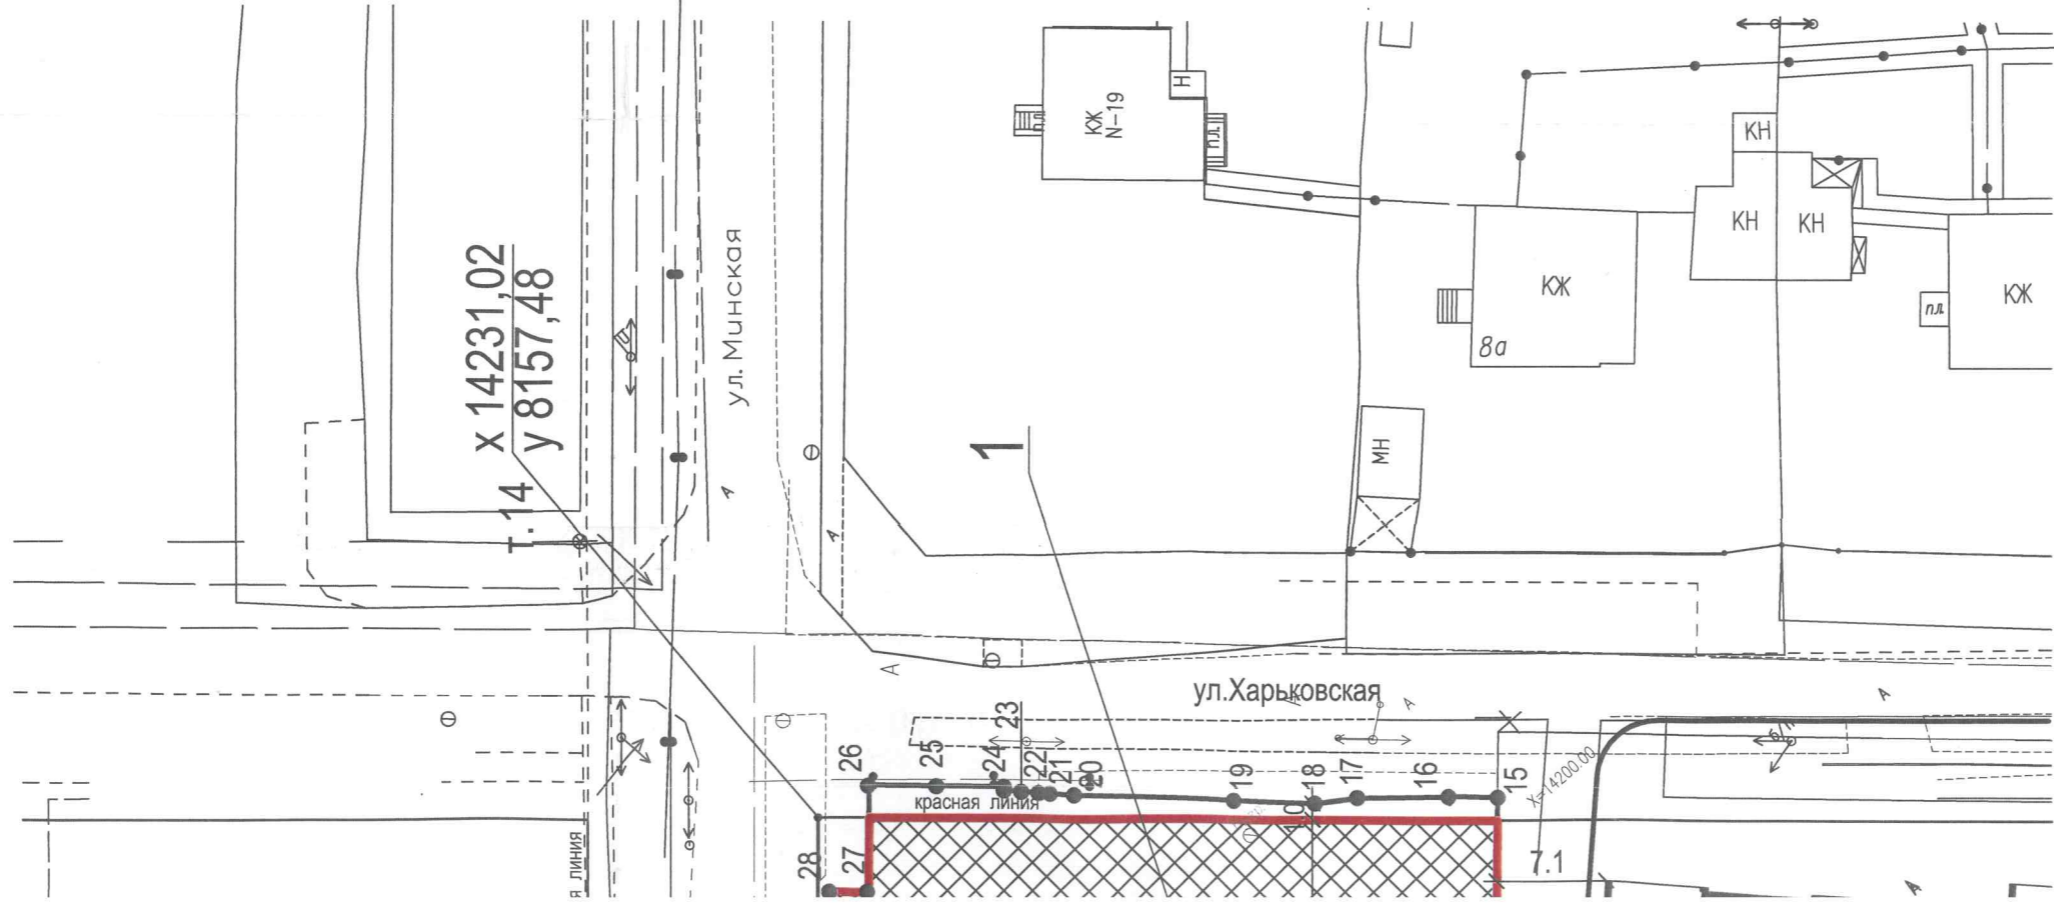 КЖ
N-19
Н
пл.
пл.
КН
КН
КН
КЖ
8а
КЖ
пл.
МН
х 14231,02
у 8157,48
т.14
ул. Минская
1
А
А
А
ул.Харьковская
А
А
26
25
24
23
22
21
20
19
18
17
16
15
красная линия
10
X=14200.00
28
27
я линия
7.1
А